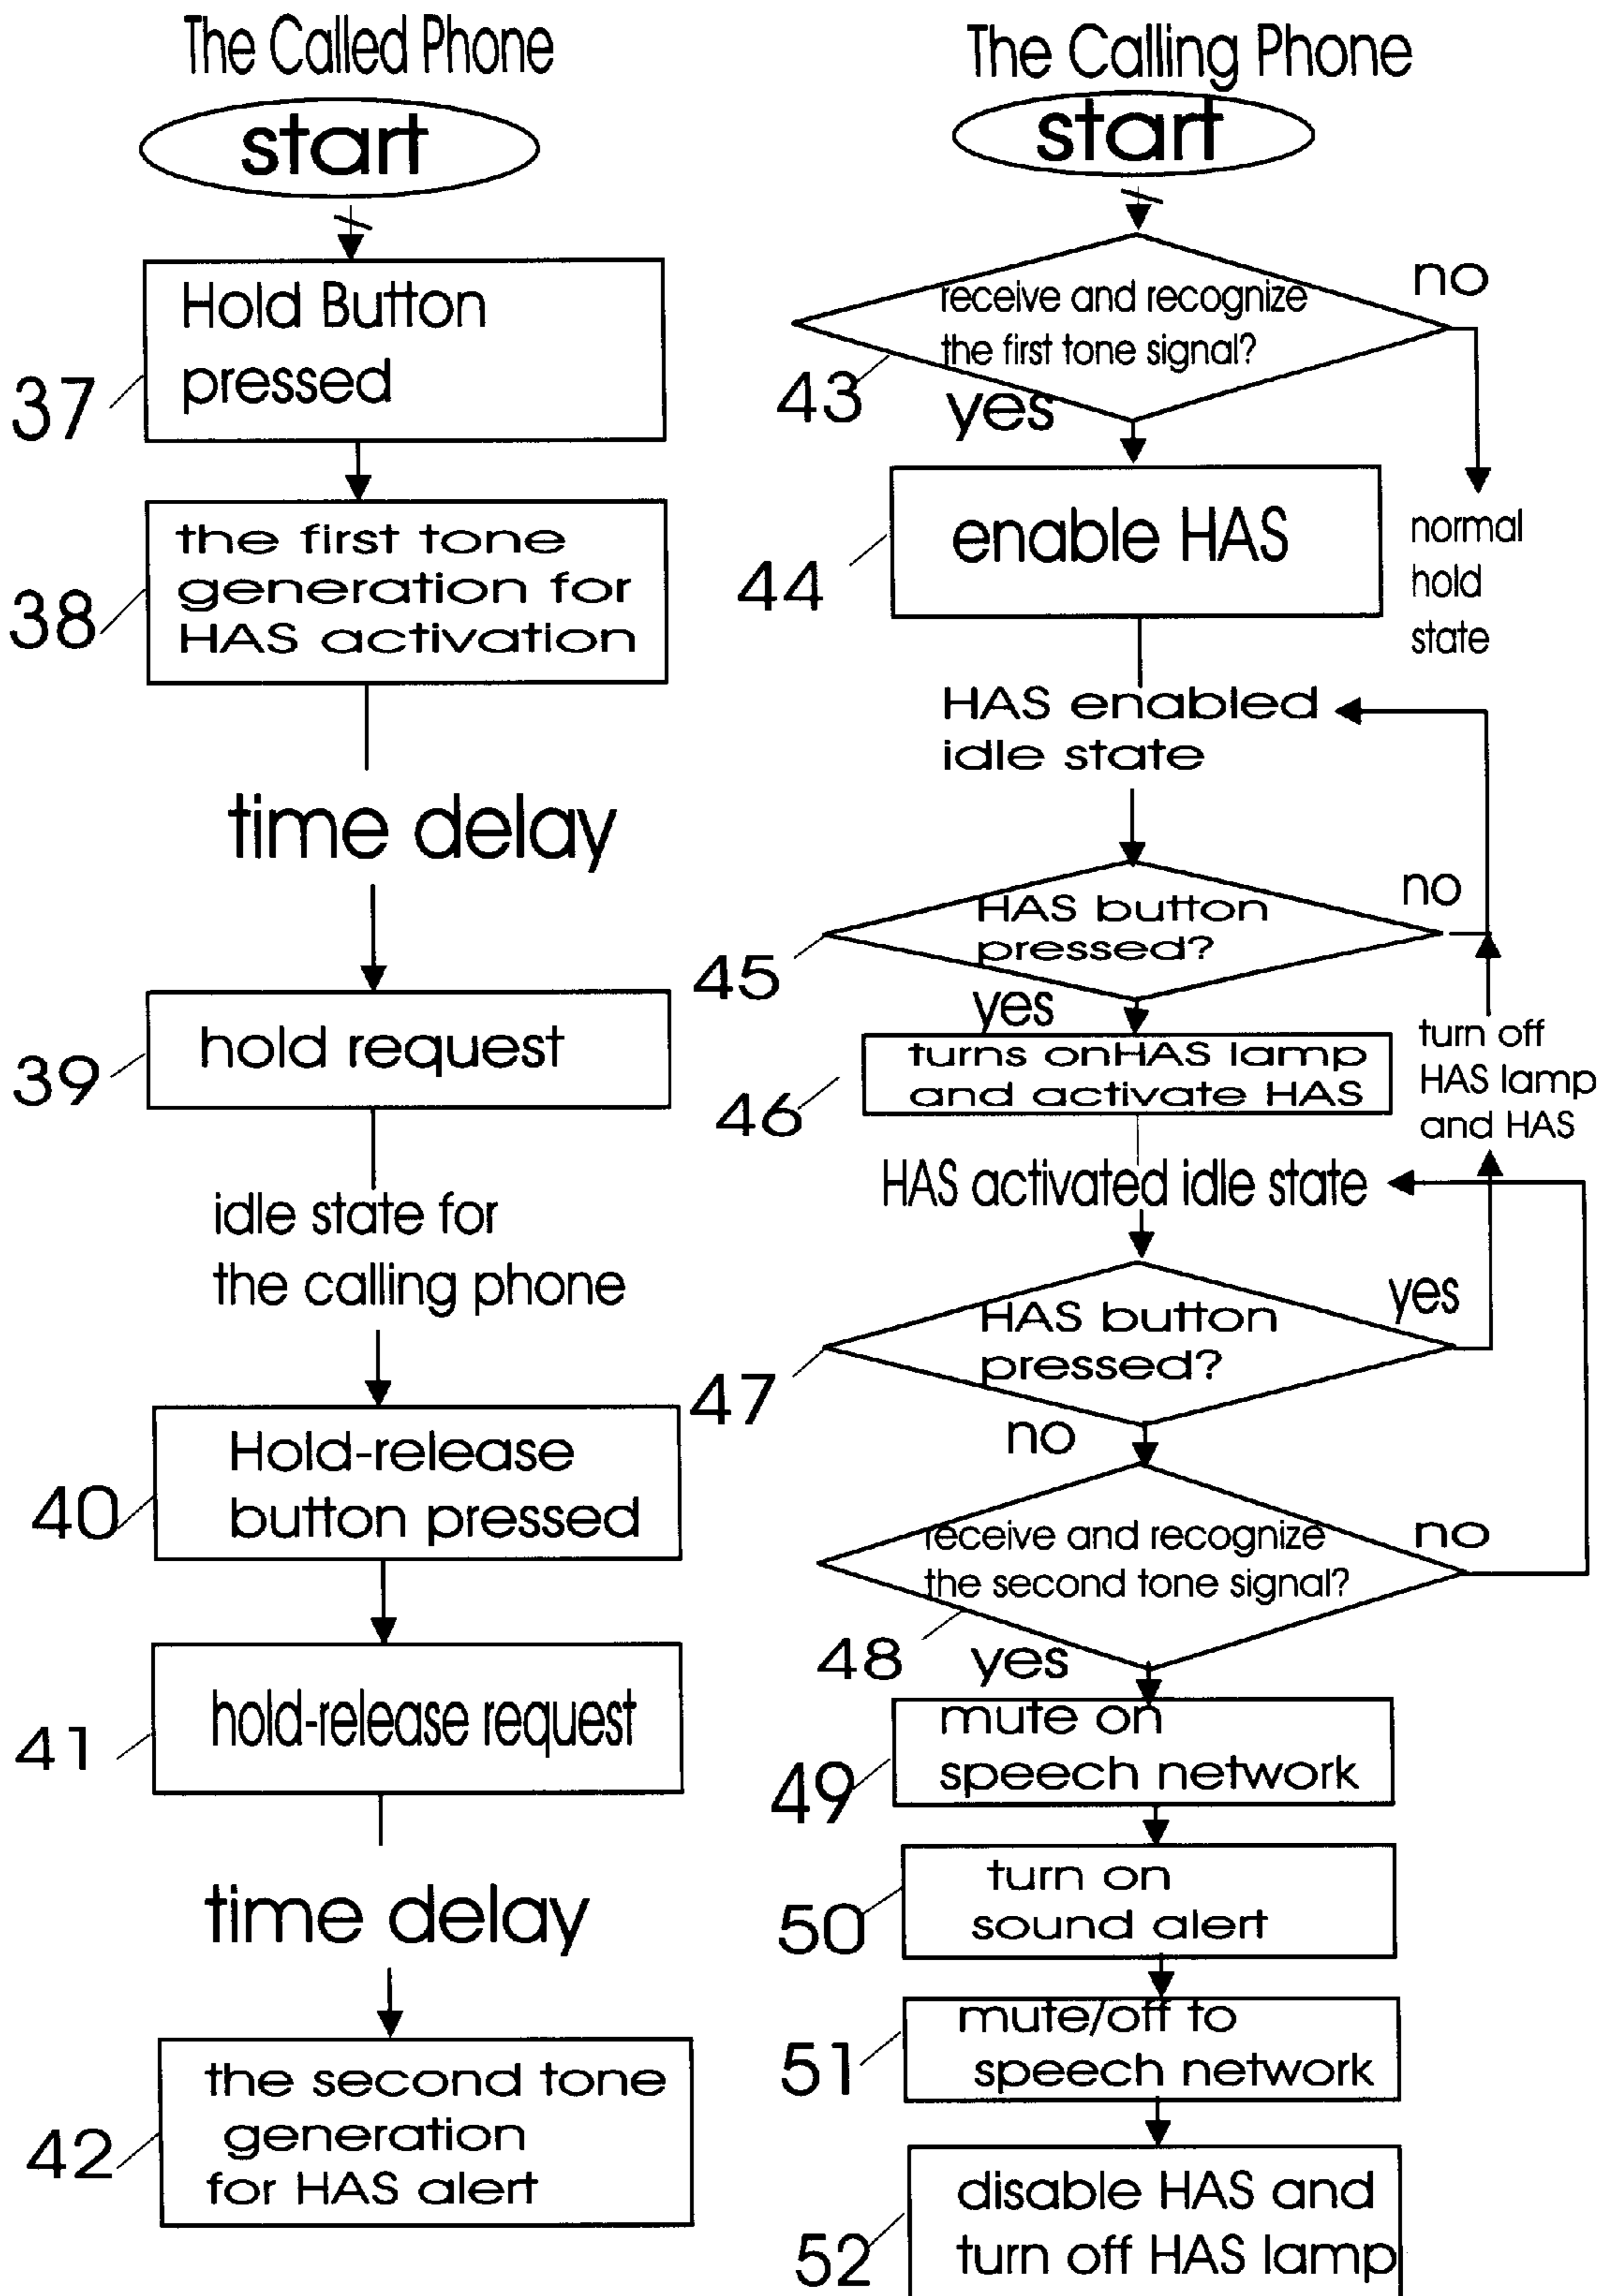 The Called Phone
start
Hold Button
pressed
37
the first tone
generation for
HAS activation
38
time delay
hold request
39
idle state for
the calling phone
Hold-release
button pressed
40
hold-release request
41
time delay
the second tone
generation
for HAS alert
42
The Calling Phone
start
receive and recognize
the first tone signal?
no
43
yes
enable HAS
44
normal
hold
state
HAS enabled
idle state
HAS button
pressed?
no
45
yes
turns onHAS lamp
and activate HAS
46
turn off
HAS lamp
and HAS
HAS activated idle state
HAS button
pressed?
yes
47
no
receive and recognize
the second tone signal?
no
48
yes
mute on
speech network
49
turn on
sound alert
50
mute/off to
speech network
51
disable HAS and
turn off HAS lamp
52